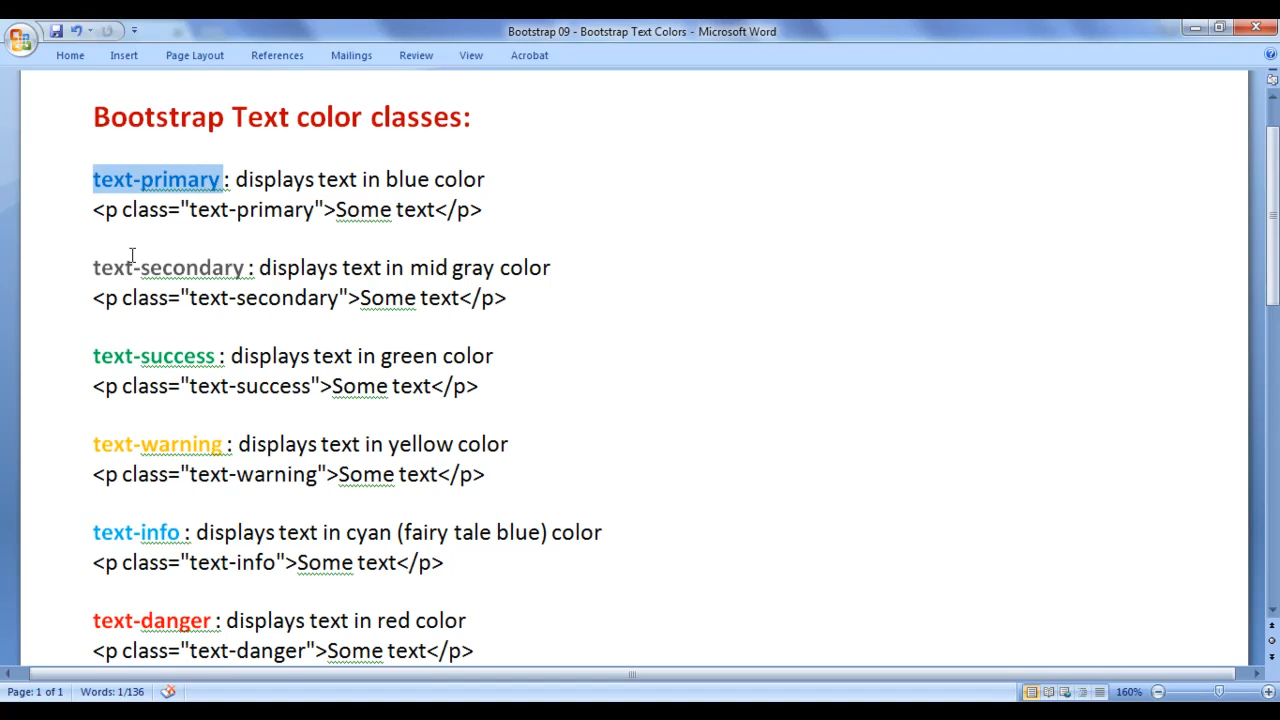 Bootstrap 09 - Bootstrap Text Colors - Microsoft Word
Home Insert Page Layout References Mailings Review View Acrobat
Bootstrap Text color classes:
text-primary : displays text in blue color
<p class="text-primary">Some text</p>
text-secondary : displays text in mid gray color
<p class="text-secondary">Some text</p>
text-success : displays text in green color
<p class="text-success">Some text</p>
text-warning : displays text in yellow color
<p class="text-warning">Some text</p>
text-info : displays text in cyan (fairy tale blue) color
<p class="text-info">Some text</p>
text-danger : displays text in red color
<p class="text-danger">Some text</p>
Page: 1 of 1 Words: 1/136 160%